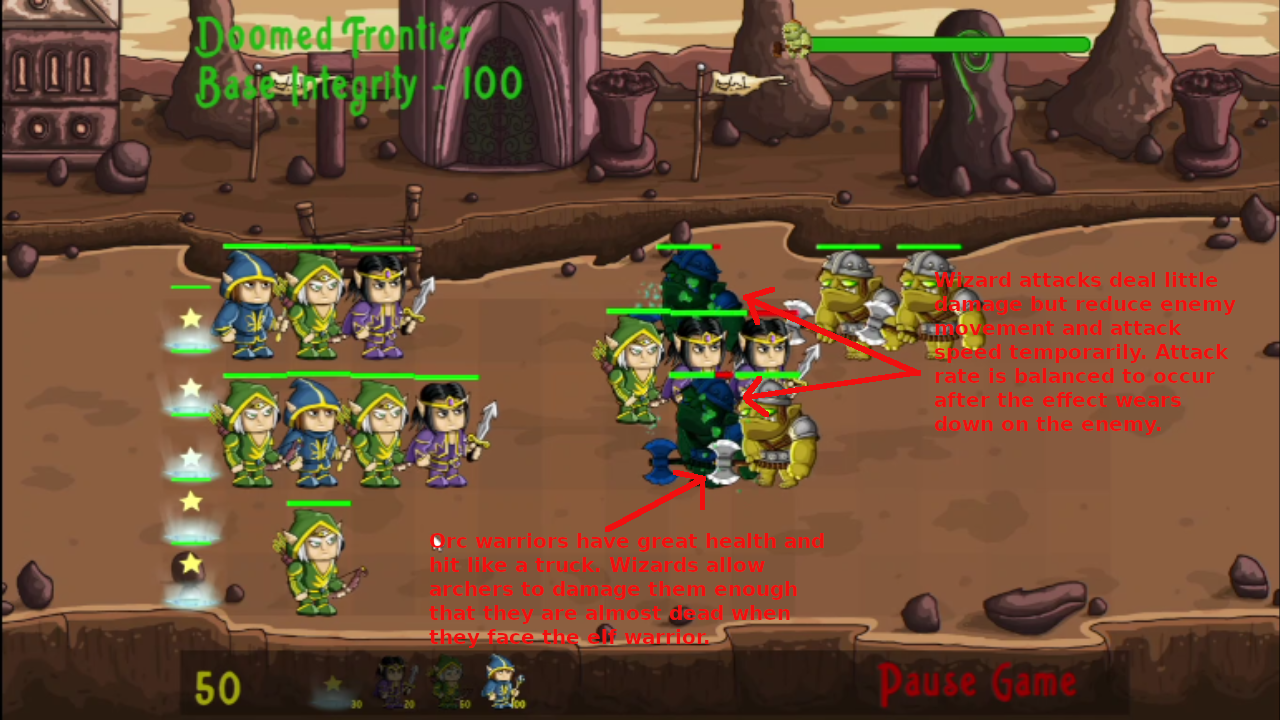 Doomed Frontier
Base Integrity - 100
Wizard attacks deal little
damage but reduce enemy
movement and attack
speed temporarily. Attack
rate is balanced to occur
after the effect wears
down on the enemy.
Orc warriors have great health and
hit like a truck. Wizards allow
archers to damage them enough
that they are almost dead when
they face the elf warrior.
50
30
20
Pause Game